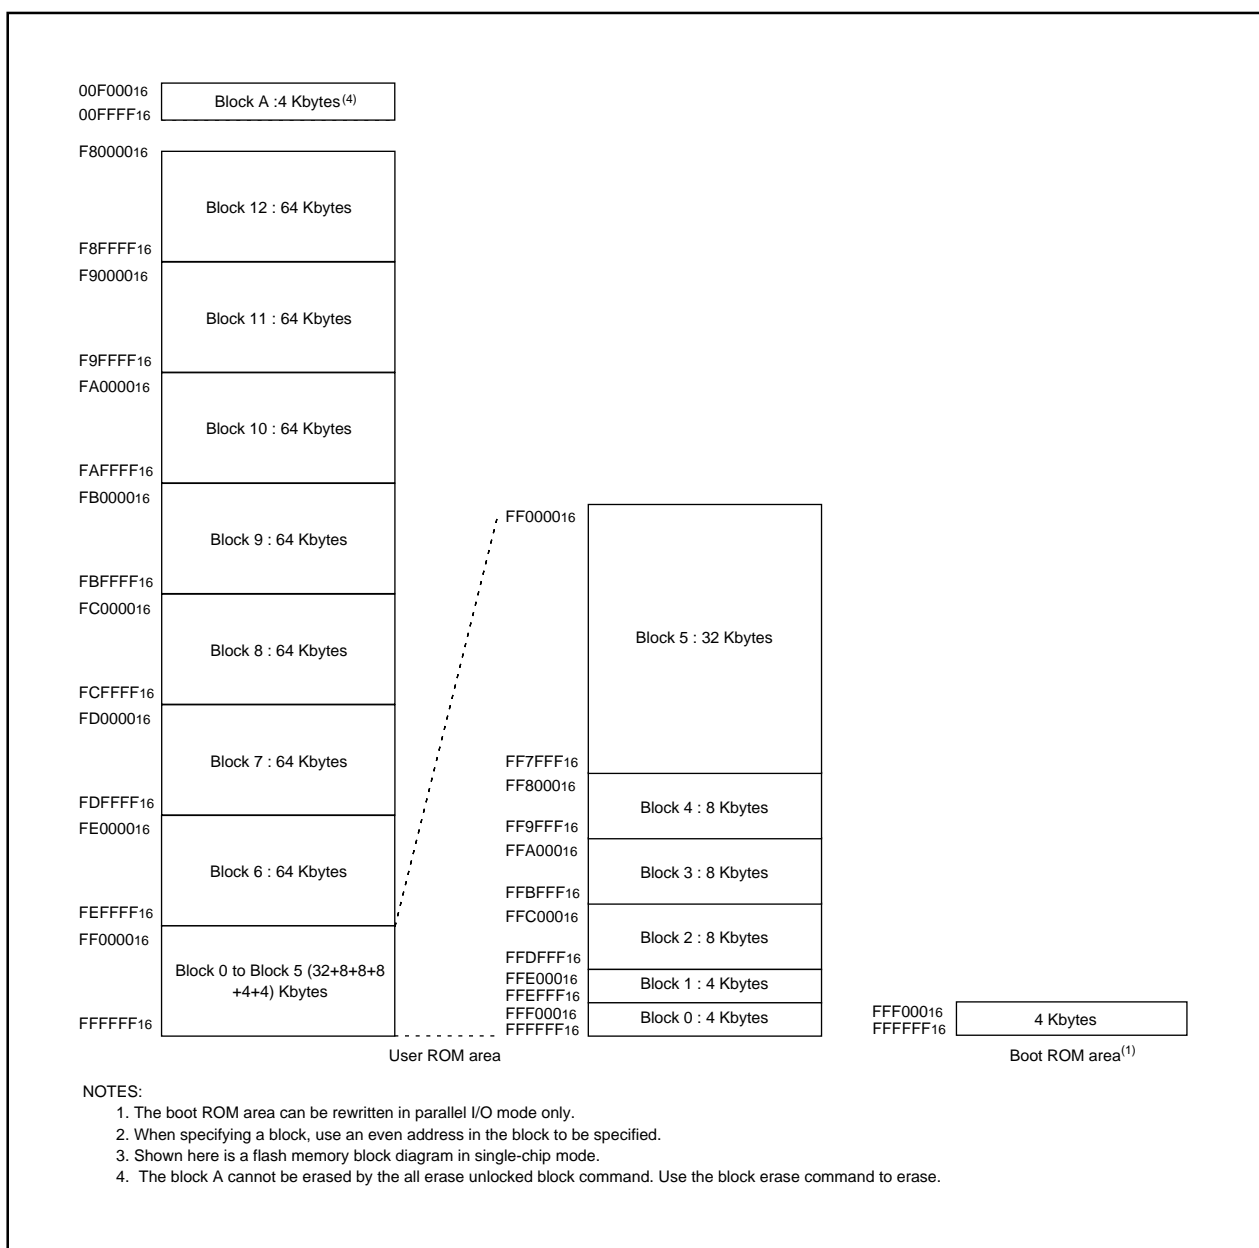 00F00016
Block A :4 Kbytes(4)
00FFFF16
F8000016
Block 12 : 64 Kbytes
F8FFFF16
F9000016
Block 11 : 64 Kbytes
F9FFFF16
FA000016
Block 10 : 64 Kbytes
FAFFFF16
FB000016
Block 9 : 64 Kbytes
FBFFFF16
FC000016
Block 8 : 64 Kbytes
FCFFFF16
FD000016
Block 7 : 64 Kbytes
FDFFFF16
FE000016
Block 6 : 64 Kbytes
FEFFFF16
FF000016
Block 0 to Block 5 (32+8+8+8
+4+4) Kbytes
FFFFFF16
FF000016
Block 5 : 32 Kbytes
FF7FFF16
FF800016
Block 4 : 8 Kbytes
FF9FFF16
FFA00016
Block 3 : 8 Kbytes
FFBFFF16
FFC00016
Block 2 : 8 Kbytes
FFDFFF16
FFE00016
Block 1 : 4 Kbytes
FFEFFF16
FFF00016
Block 0 : 4 Kbytes
FFFFFF16
User ROM area
FFF00016
4 Kbytes
FFFFFF16
Boot ROM area(1)
NOTES:
1. The boot ROM area can be rewritten in parallel I/O mode only.
2. When specifying a block, use an even address in the block to be specified.
3. Shown here is a flash memory block diagram in single-chip mode.
4. The block A cannot be erased by the all erase unlocked block command. Use the block erase command to erase.